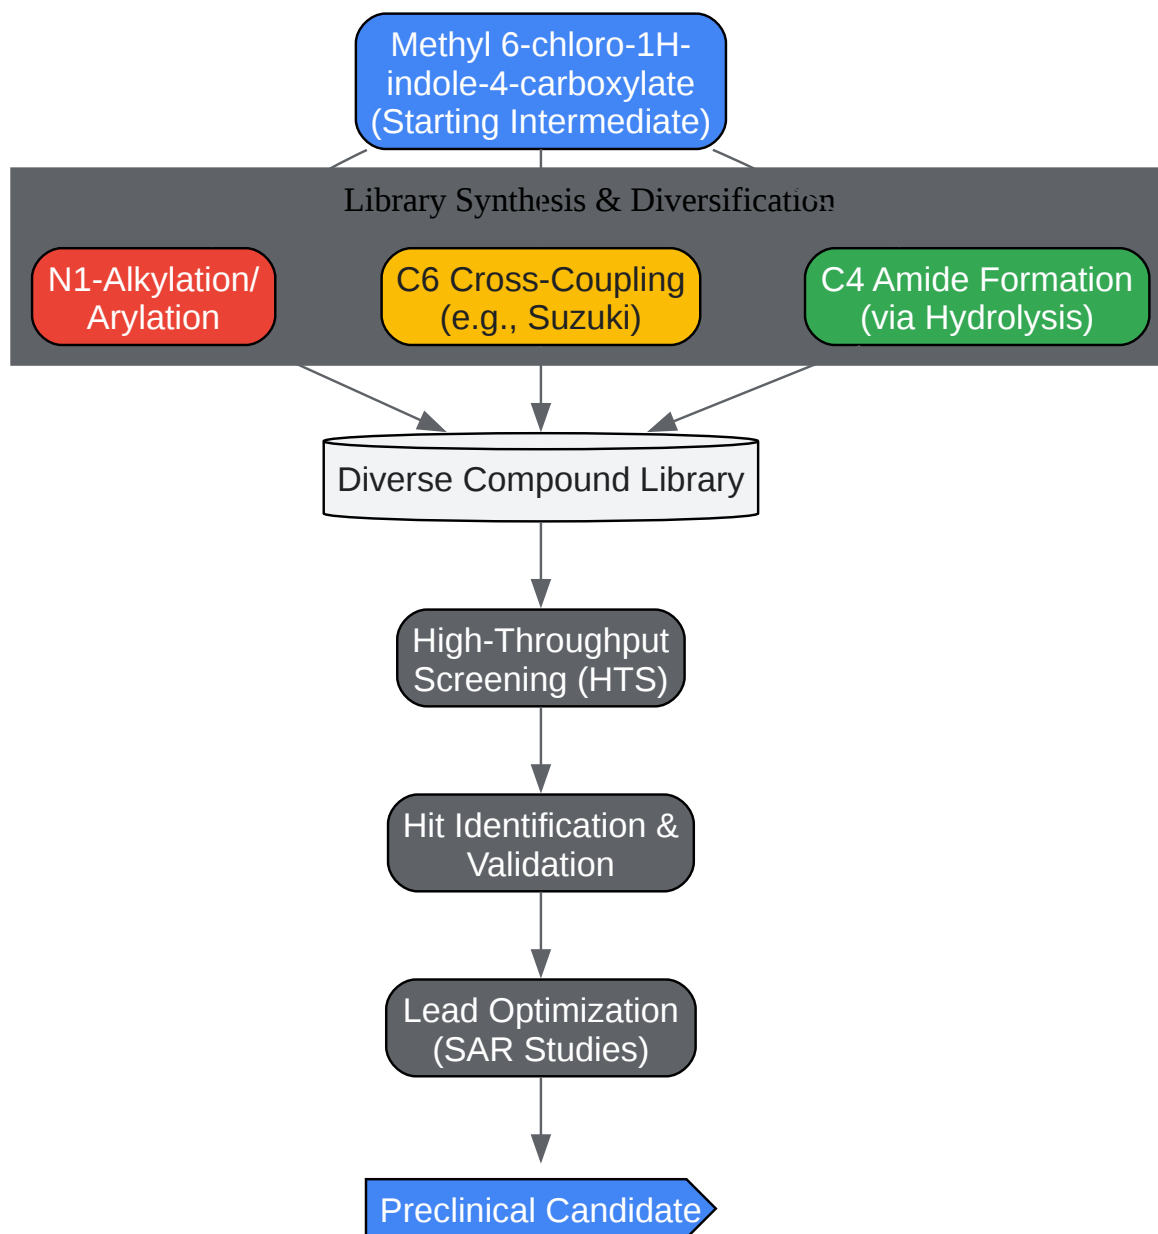 Methyl 6-chloro-1H-
indole-4-carboxylate
(Starting Intermediate)
Library Synthesis & Diversification
N1-Alkylation/
Arylation
C6 Cross-Coupling
(e.g., Suzuki)
C4 Amide Formation
(via Hydrolysis)
Diverse Compound Library
High-Throughput
Screening (HTS)
Hit Identification &
Validation
Lead Optimization
(SAR Studies)
Preclinical Candidate